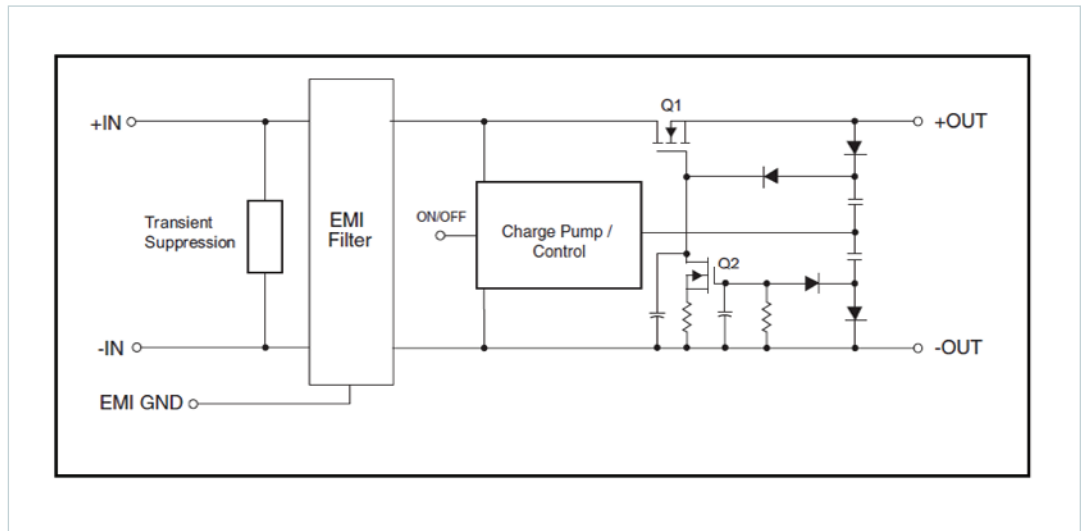 Q1
+IN
+OUT
Transient
Suppression
EMI
Filter
ON/OFF
Charge Pump /
Control
Q2
-IN
-OUT
EMI GND